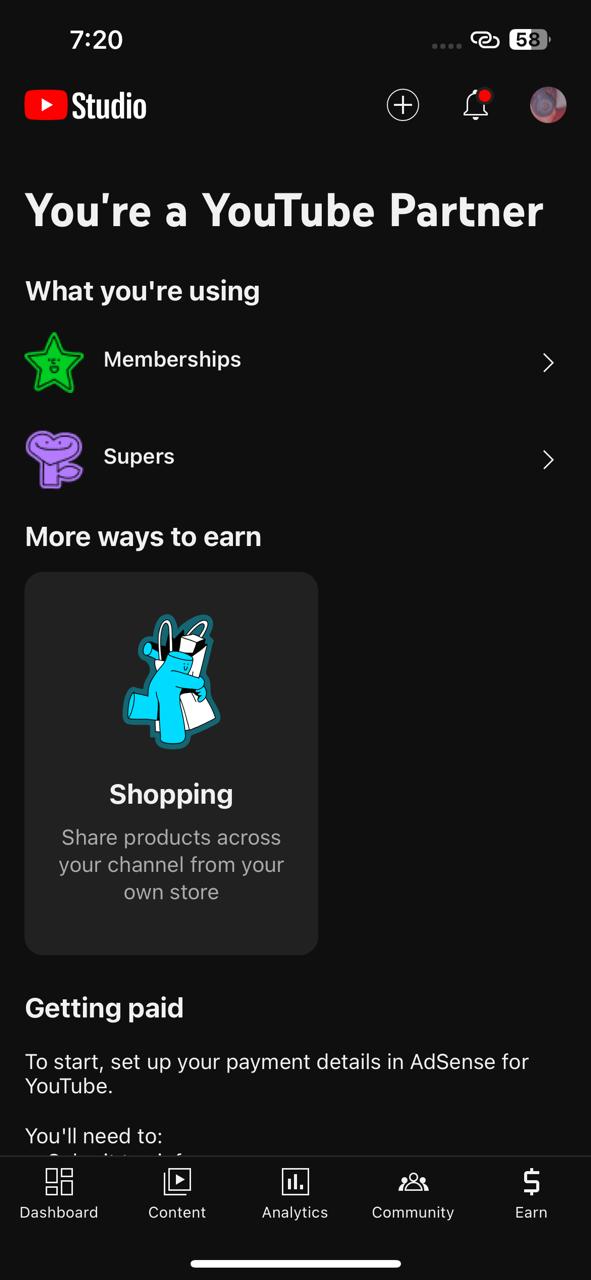 7:20
58
Studio
You're a YouTube Partner
What you're using
Memberships
Supers
More ways to earn
Shopping
Share products across
your channel from your
own store
Getting paid
To start, set up your payment details in AdSense for
YouTube.
You'll need to:
Dashboard
Content
Analytics
Community
Earn